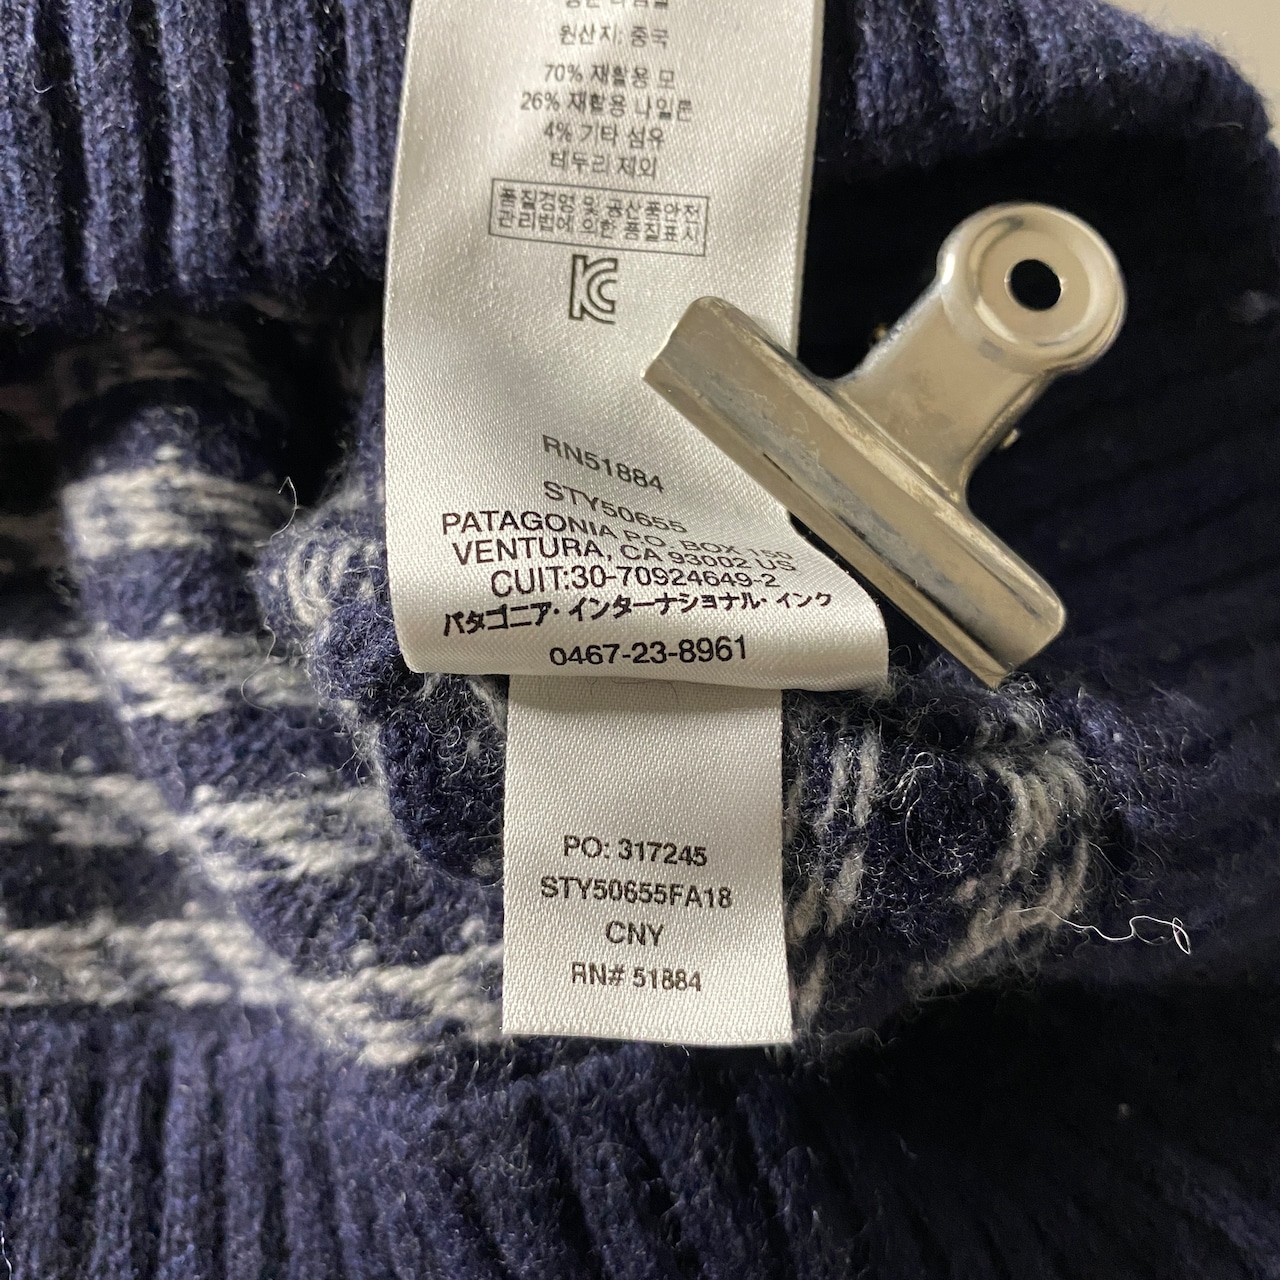 원산지: 중국
70% 재활용 모
26% 재활용 나일론
4% 기타 섬유
테두리 제외
품질경영 및 공산품안전
관리법에 의한 품질표시
KC
RN51884
STY50655
PATAGONIA P.O. BOX 150
VENTURA, CA 93002 US
CUIT:30-70924649-2
パタゴニア・インターナショナル・インク
0467-23-8961
PO: 317245
STY50655FA18
CNY
RN# 51884